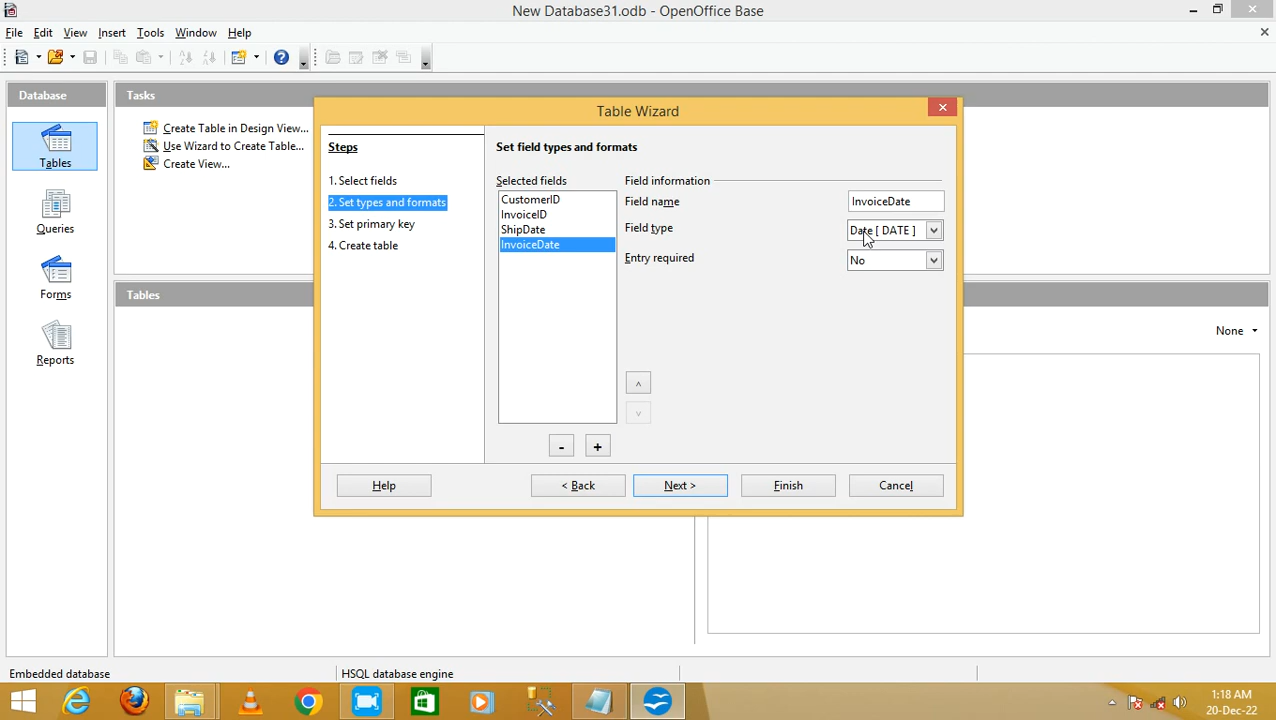 New Database31.odb - OpenOffice Base
File Edit View Insert Tools Window Help
Database
Tasks
Tables
Queries
Forms
Reports
Create Table in Design View...
Use Wizard to Create Table...
Create View...
Tables
None
Table Wizard
Steps
1. Select fields
2. Set types and formats
3. Set primary key
4. Create table
Set field types and formats
Selected fields
CustomerID
InvoiceID
ShipDate
InvoiceDate
- +
Field information
Field name InvoiceDate
Field type Date [ DATE ]
Entry required No
Help < Back Next > Finish Cancel
Embedded database HSQL database engine
1:18 AM
20-Dec-22